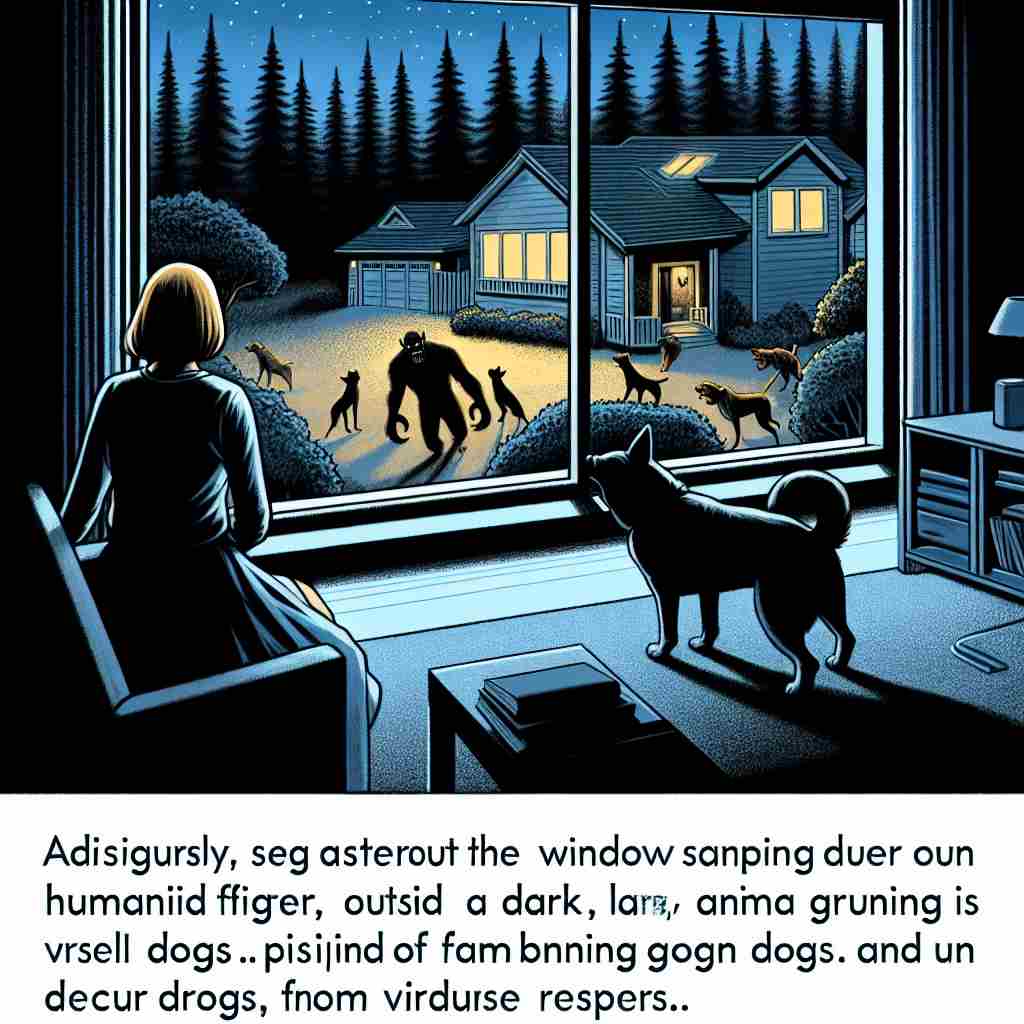 Adisigursly, seg asterout the window sanping duer oun
humaniid ffigrer, outsid a dark, anima gruning is
vrsell dogs.. pisijind of fam bnning gogn dogs. and un
decur drogs, fnom virdurse respers..